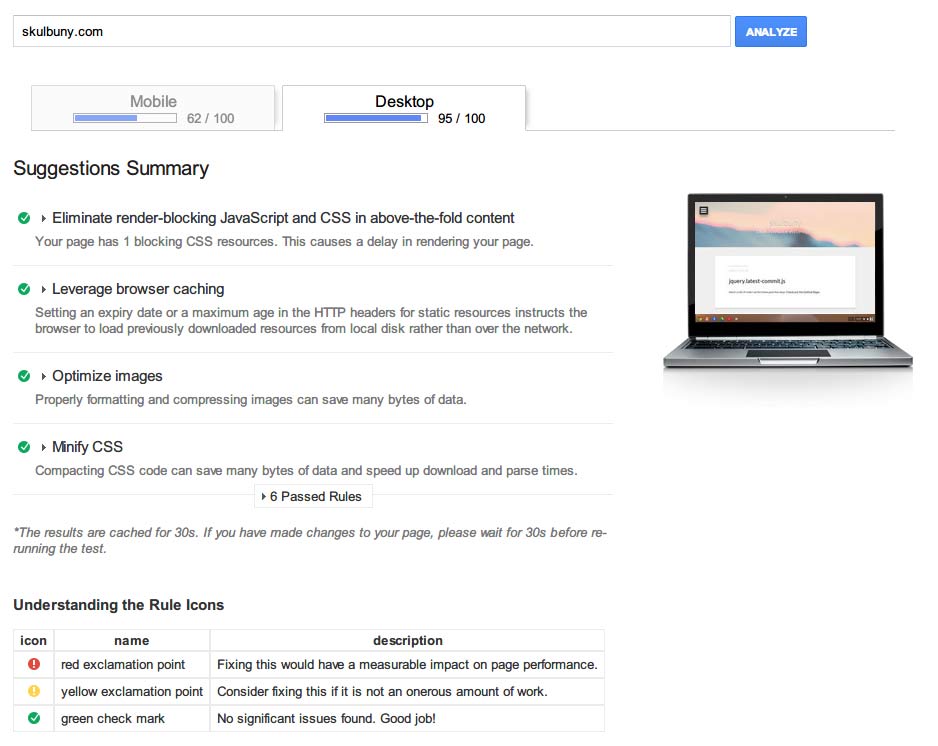 skulbuny.com
ANALYZE
Mobile
62 / 100
Desktop
95 / 100
Suggestions Summary
Eliminate render-blocking JavaScript and CSS in above-the-fold content
Your page has 1 blocking CSS resources. This causes a delay in rendering your page.
Leverage browser caching
Setting an expiry date or a maximum age in the HTTP headers for static resources instructs the
browser to load previously downloaded resources from local disk rather than over the network.
Optimize images
Properly formatting and compressing images can save many bytes of data.
Minify CSS
Compacting CSS code can save many bytes of data and speed up download and parse times.
6 Passed Rules
*The results are cached for 30s. If you have made changes to your page, please wait for 30s before re-
running the test.
skulbuny
jquery.latest-commit.js
Understanding the Rule Icons
icon name description
red exclamation point Fixing this would have a measurable impact on page performance.
yellow exclamation point Consider fixing this if it is not an onerous amount of work.
green check mark No significant issues found. Good job!